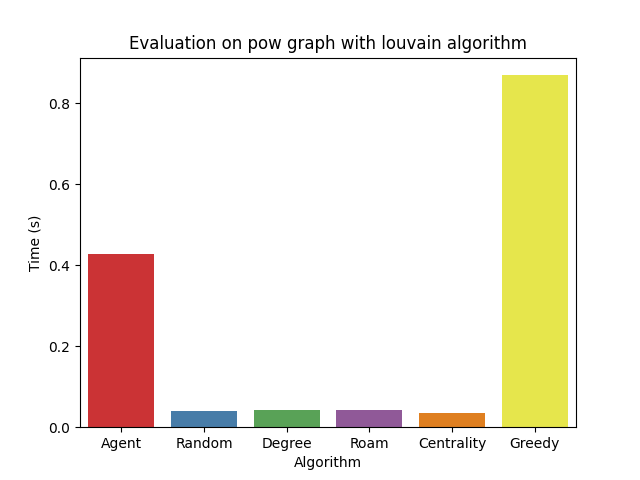 Evaluation on pow graph with louvain algorithm
0.8
0.6
0.4
0.2
0.0
Time (s)
Agent Random Degree Roam Centrality Greedy
Algorithm